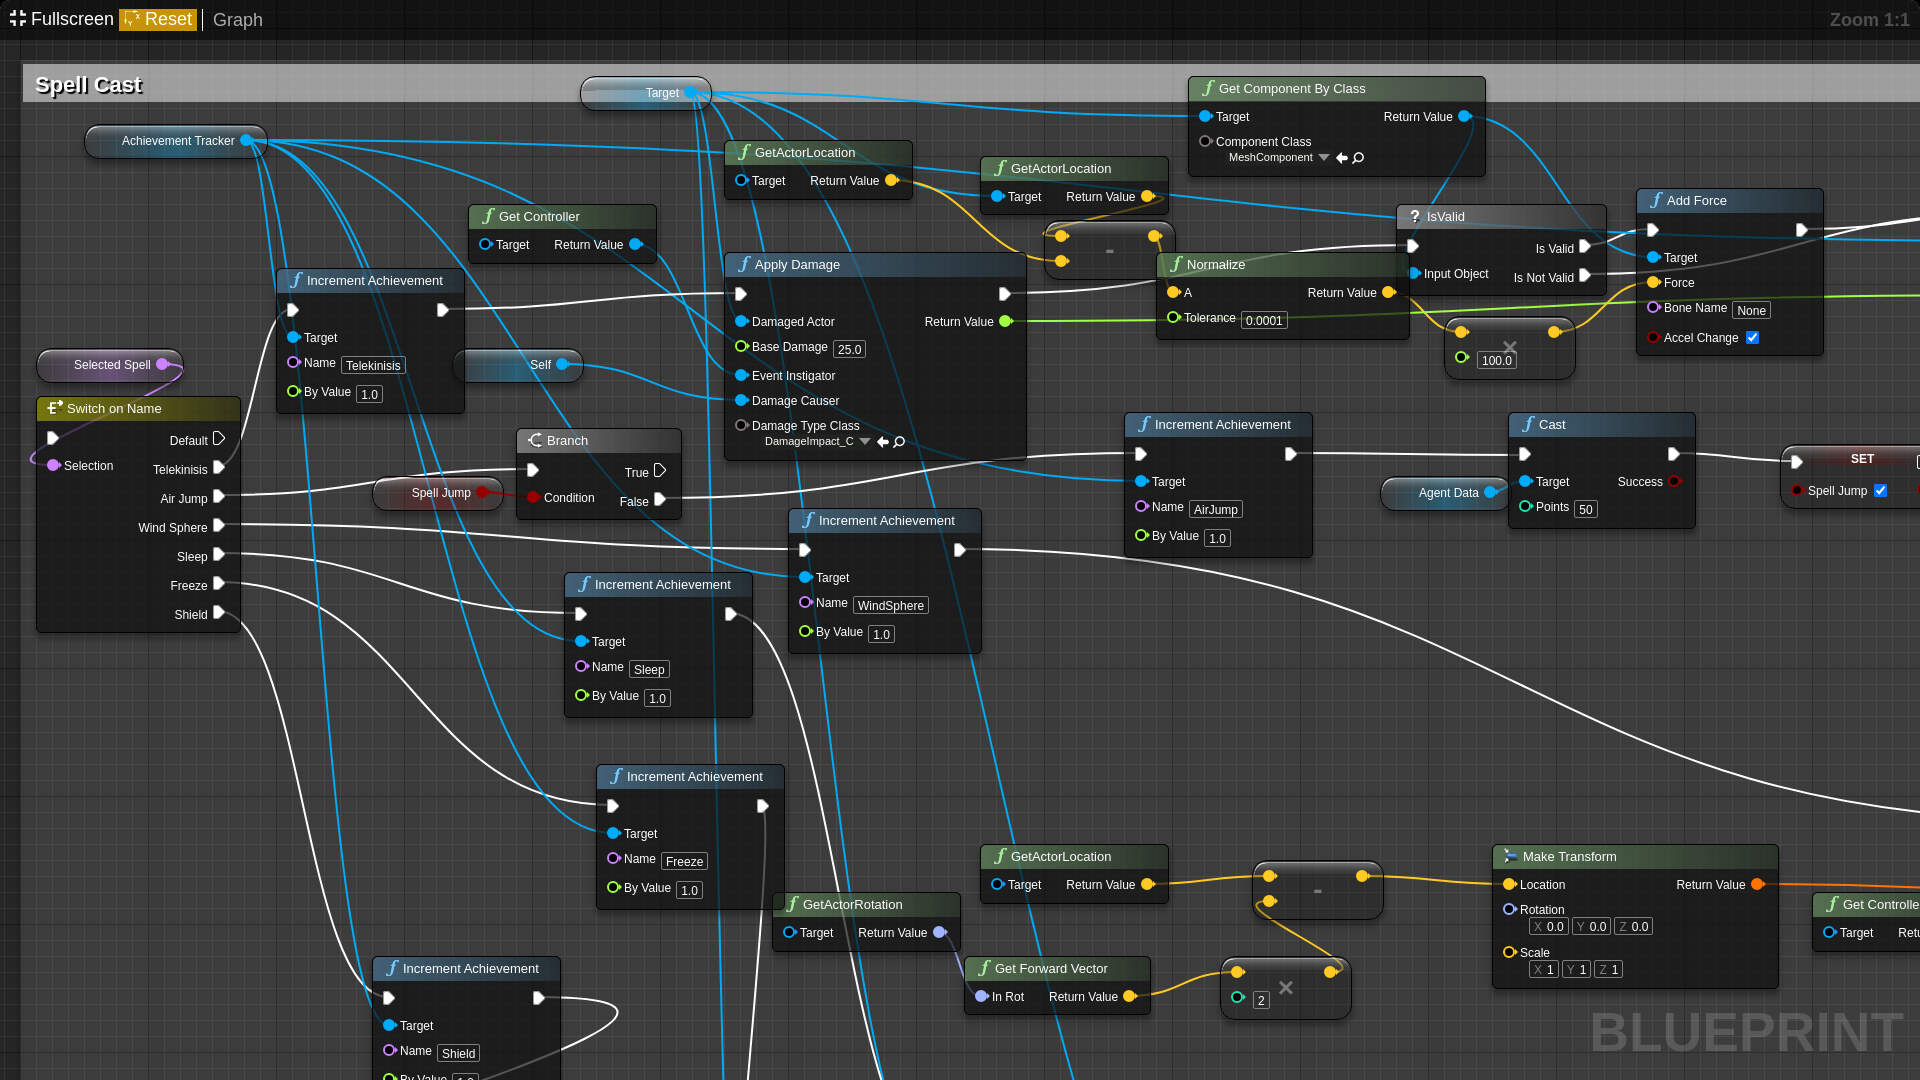 Fullscreen Reset Graph Zoom 1:1
Spell Cast
Target
Achievement Tracker
Get Component By Class
Target Return Value
Component Class
MeshComponent
GetActorLocation
Target Return Value
GetActorLocation
Target Return Value
-
Get Controller
Target Return Value
IsValid
Is Valid
Input Object
Is Not Valid
Add Force
Target
Force
Bone Name None
Accel Change
Increment Achievement
Target
Name Telekinisis
By Value 1.0
Apply Damage
Damaged Actor Return Value
Base Damage 25.0
Event Instigator
Damage Causer
Damage Type Class
DamageImpact_C
Normalize
A Return Value
Tolerance 0.0001
×
100.0
Selected Spell
Self
Switch on Name
Default
Selection
Telekinisis
Air Jump
Wind Sphere
Sleep
Freeze
Shield
Branch
True
Condition
False
Spell Jump
Increment Achievement
Target
Name AirJump
By Value 1.0
Agent Data
Cast
Target Success
Points 50
SET
Spell Jump
Increment Achievement
Target
Name WindSphere
By Value 1.0
Increment Achievement
Target
Name Sleep
By Value 1.0
Increment Achievement
Target
Name Freeze
By Value 1.0
GetActorLocation
Target Return Value
-
Make Transform
Location Return Value
Rotation
X 0.0 Y 0.0 Z 0.0
Scale
X 1 Y 1 Z 1
GetActorRotation
Target Return Value
Get Controlle
Target Retu
Get Forward Vector
In Rot Return Value
×
2
Increment Achievement
Target
Name Shield
By Value 1.0
BLUEPRINT